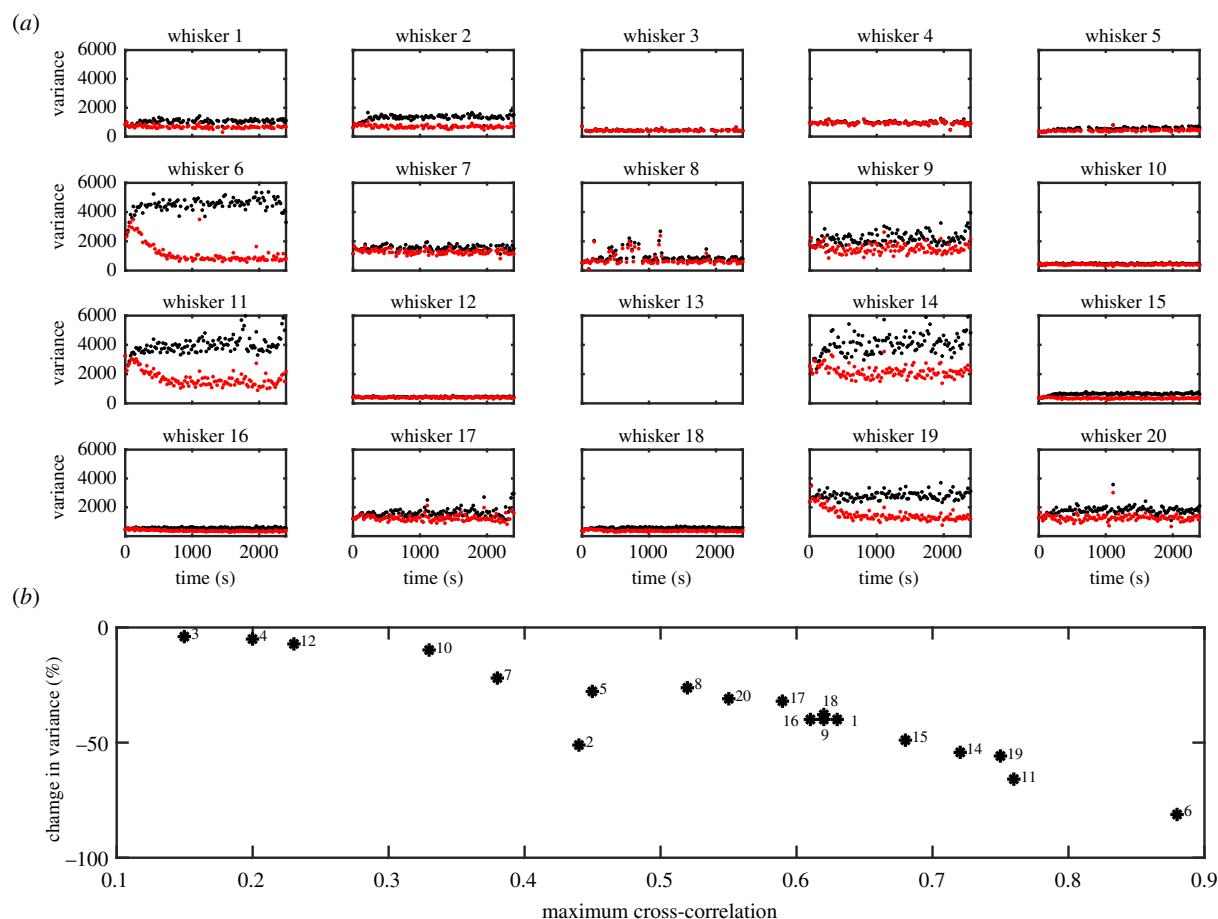 (a)
whisker 1 whisker 2 whisker 3 whisker 4 whisker 5
6000
4000
2000
0
variance
whisker 6 whisker 7 whisker 8 whisker 9 whisker 10
6000
4000
2000
0
variance
whisker 11 whisker 12 whisker 13 whisker 14 whisker 15
6000
4000
2000
0
variance
whisker 16 whisker 17 whisker 18 whisker 19 whisker 20
6000
4000
2000
variance
0 1000 2000 0 1000 2000 0 1000 2000 0 1000 2000 0 1000 2000
time (s) time (s) time (s) time (s) time (s)
(b)
0
−50
−100
chamge in variance (%)
3 4 12 10 7 5 2 8 20 17 18 16 9 1 15 14 19 11 6
0.1 0.2 0.3 0.4 0.5 0.6 0.7 0.8 0.9
maximum cross-correlation